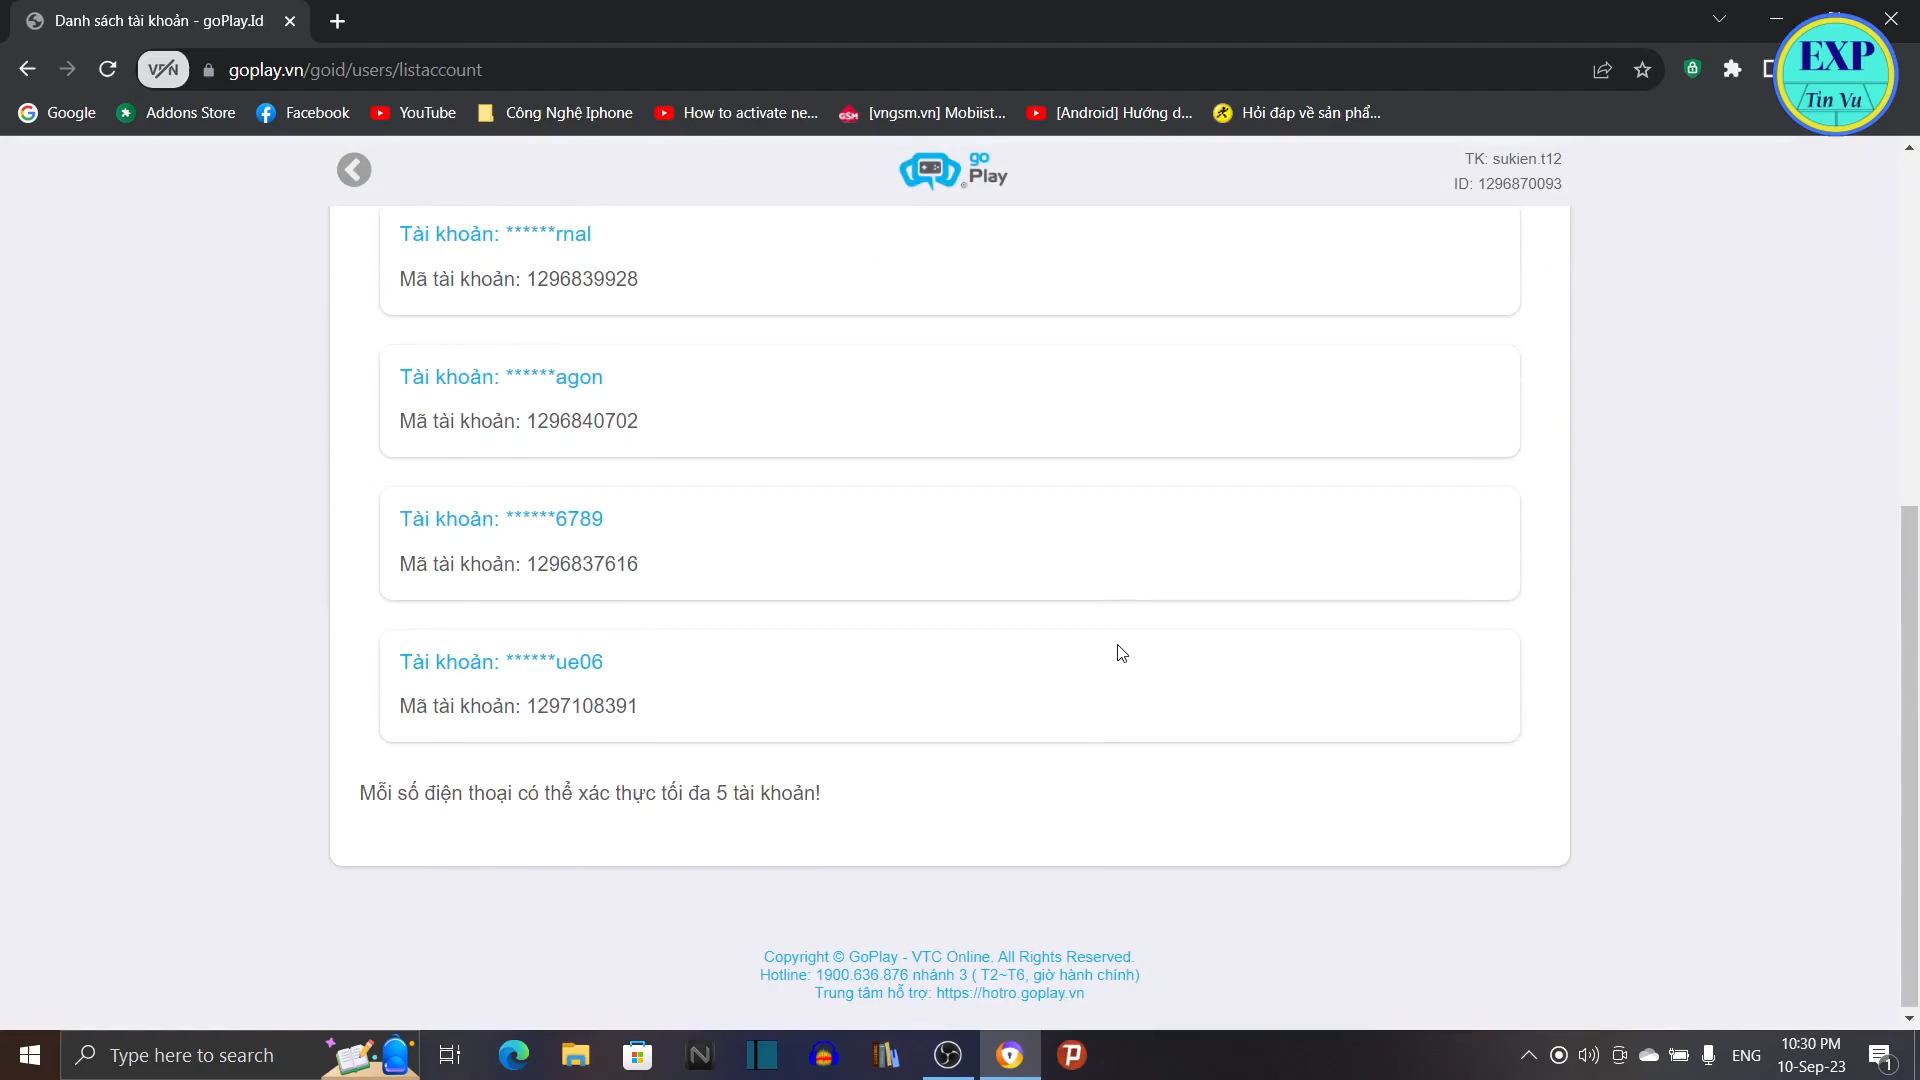 Danh sách tài khoản - goPlay.Id
VPN
goplay.vn/goid/users/listaccount
EXP
Tin Vu
Google
Addons Store
Facebook
YouTube
Công Nghệ Iphone
How to activate ne...
GSM
[vngsm.vn] Mobiist...
[Android] Hướng d...
Hỏi đáp về sản phẩ...
go
Play
TK: sukien.t12
ID: 1296870093
Tài khoản: ******rnal
Mã tài khoản: 1296839928
Tài khoản: ******agon
Mã tài khoản: 1296840702
Tài khoản: ******6789
Mã tài khoản: 1296837616
Tài khoản: ******ue06
Mã tài khoản: 1297108391
Mỗi số điện thoại có thể xác thực tối đa 5 tài khoản!
Copyright © GoPlay - VTC Online. All Rights Reserved.
Hotline: 1900.636.876 nhánh 3 ( T2~T6, giờ hành chính)
Trung tâm hỗ trợ: https://hotro.goplay.vn
Type here to search
ENG
10:30 PM
10-Sep-23
1